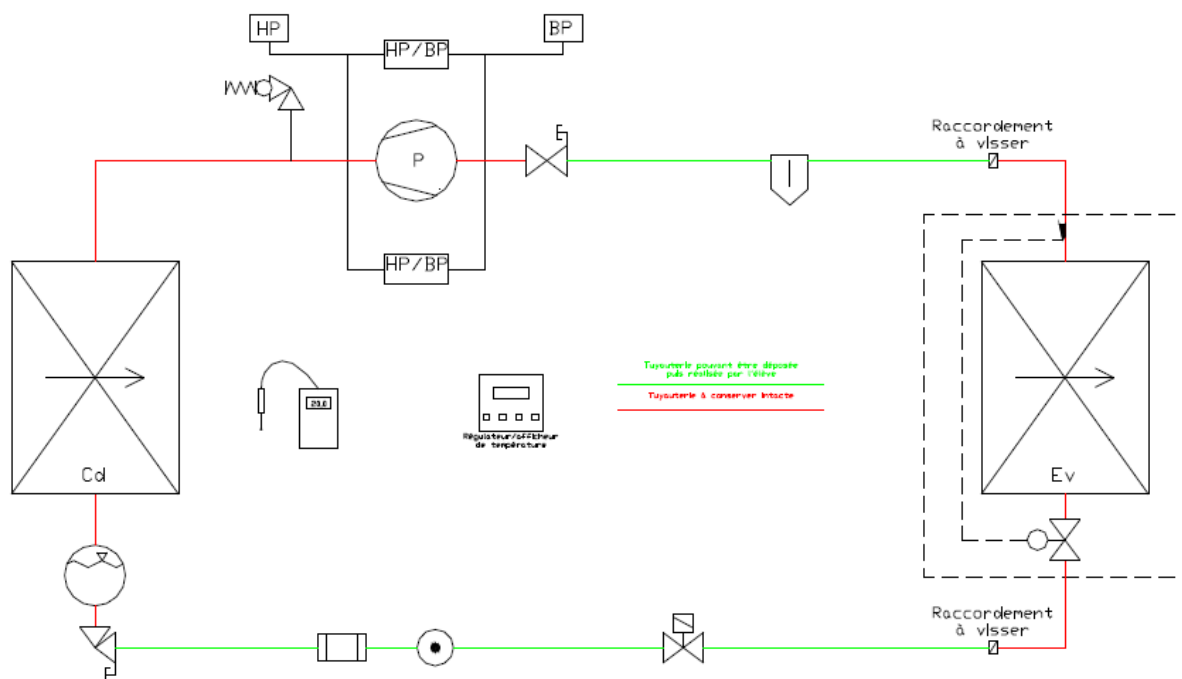 HP
BP
HP/BP
P
Raccordement
à visser
HP/BP
Tuyauterie pouvant être déposée
puis réalisée par l'élève
Tuyauterie à conserver intacte
20,0
Régulateur/afficheur
de température
Cd
Ev
Raccordement
à visser